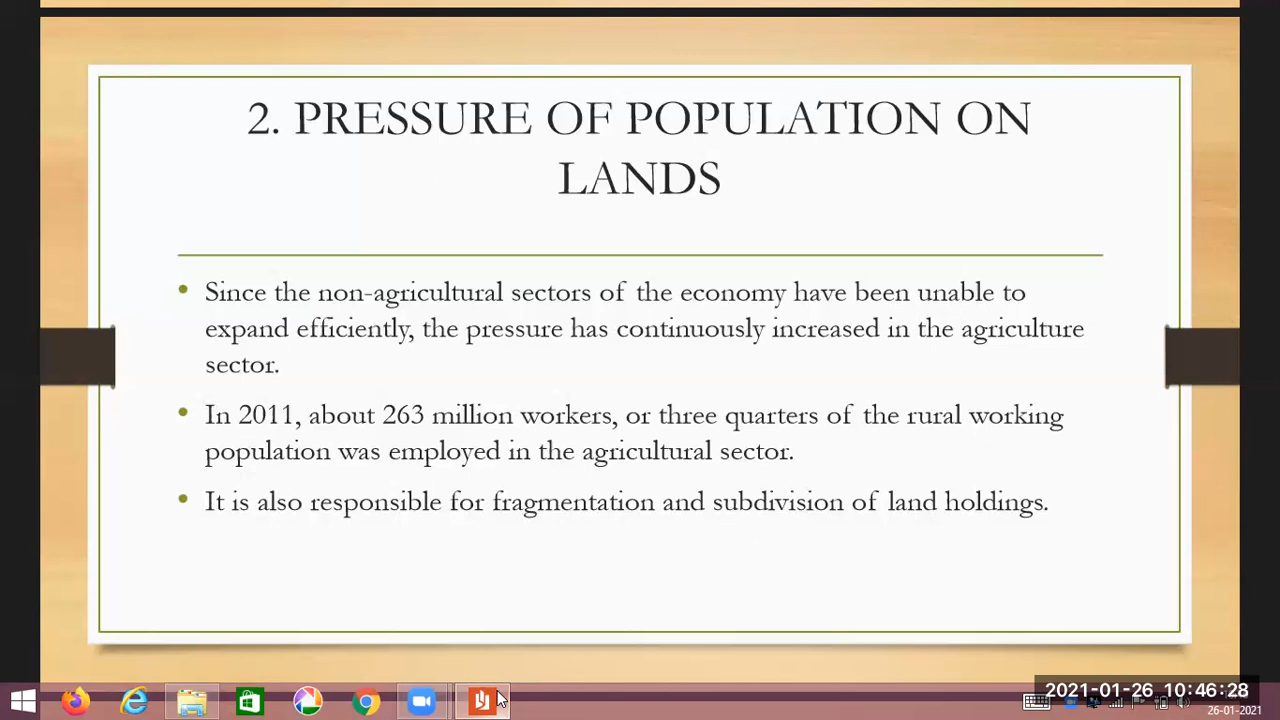 2. PRESSURE OF POPULATION ON
LANDS
• Since the non-agricultural sectors of the economy have been unable to
expand efficiently, the pressure has continuously increased in the agriculture
sector.
• In 2011, about 263 million workers, or three quarters of the rural working
population was employed in the agricultural sector.
• It is also responsible for fragmentation and subdivision of land holdings.
2021-01-26 10:46:28
26-01-2021